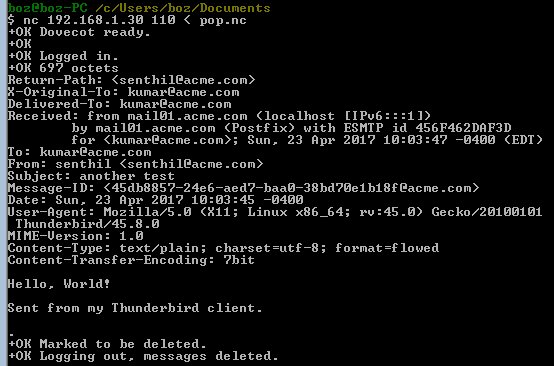 boz@boz-PC /c/Users/boz/Documents
$ nc 192.168.1.30 110 < pop.nc
+OK Dovecot ready.
+OK
+OK Logged in.
+OK 697 octets
Return-Path: <senthil@acme.com>
X-Original-To: kumar@acme.com
Delivered-To: kumar@acme.com
Received: from mail01.acme.com (localhost [IPv6:::1])
        by mail01.acme.com (Postfix) with ESMTP id 456F462DAF3D
        for <kumar@acme.com>; Sun, 23 Apr 2017 10:03:47 -0400 (EDT)
To: kumar@acme.com
From: senthil <senthil@acme.com>
Subject: another test
Message-ID: <45db8857-24e6-aed7-baa0-38bd70e1b18f@acme.com>
Date: Sun, 23 Apr 2017 10:03:45 -0400
User-Agent: Mozilla/5.0 (X11; Linux x86_64; rv:45.0) Gecko/20100101
 Thunderbird/45.8.0
MIME-Version: 1.0
Content-Type: text/plain; charset=utf-8; format=flowed
Content-Transfer-Encoding: 7bit

Hello, World!

Sent from my Thunderbird client.

.
+OK Marked to be deleted.
+OK Logging out, messages deleted.